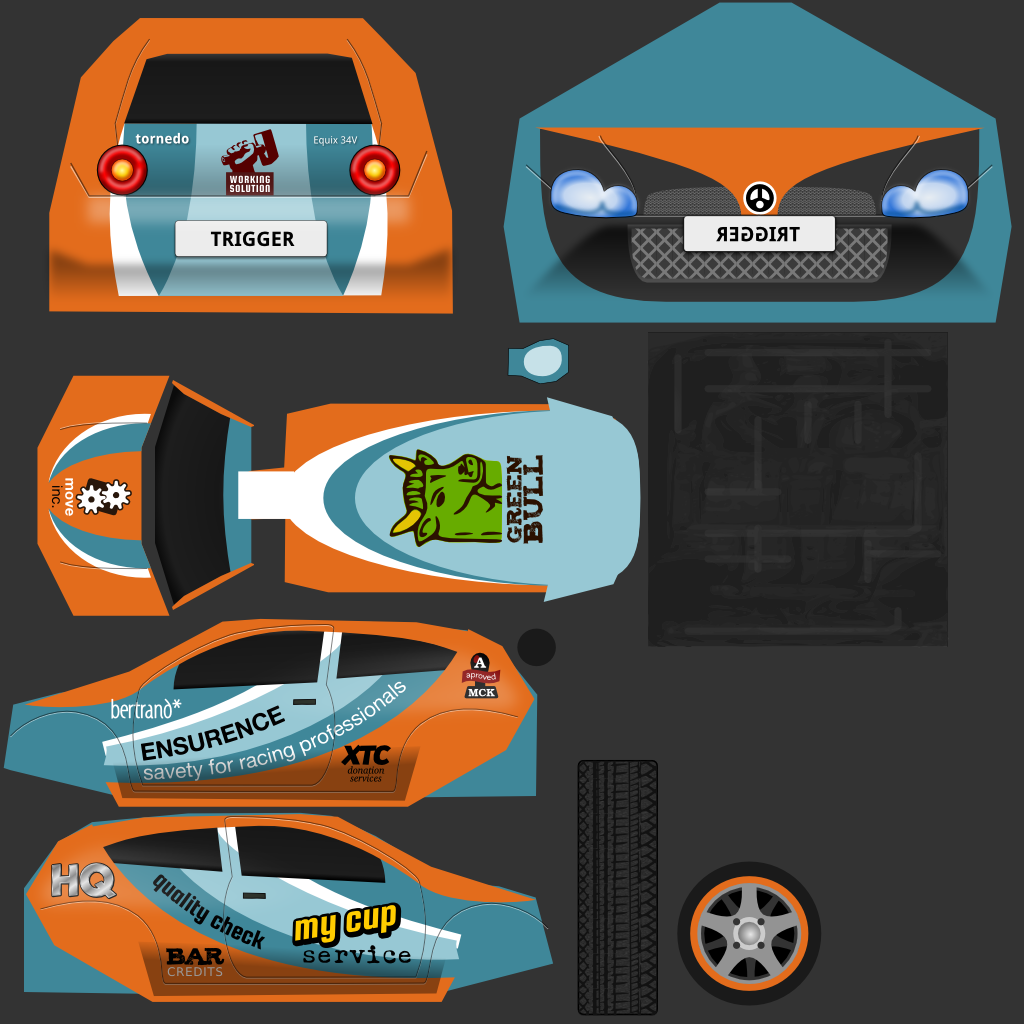 tornedo
Equix 34V
WORKING
SOLUTION
TRIGGER
TRIGGER
move
inc.
GREEN
BULL
A
aproved
MCK
bertrand*
ENSURENCE
savety for racing professionals
XTC
donation
services
HQ
quality check
my cup
service
BAR
CREDITS